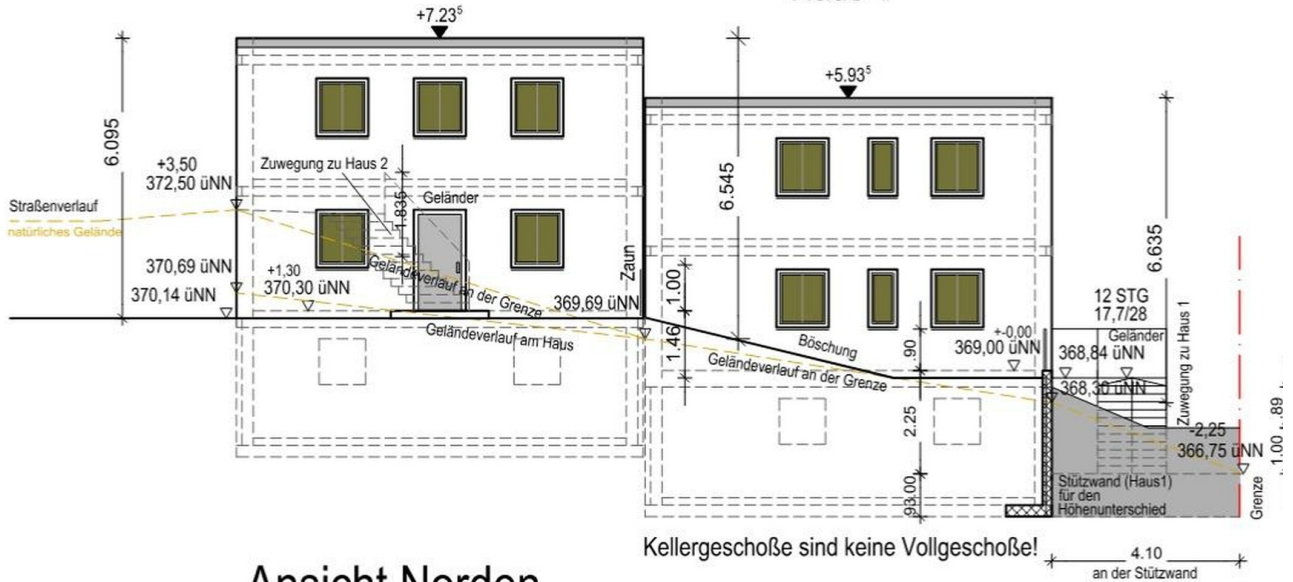 +7.23⁵
+5.93⁵
6.095
6.545
6.635
+3,50
372,50 üNN
Zuwegung zu Haus 2
1.835
Geländer
Straßenverlauf
natürliches Gelände
370,69 üNN
370,14 üNN
+1,30
370,30 üNN
Geländeverlauf an der Grenze
Geländeverlauf am Haus
369,69 üNN
Zaun
1.00
1.46
Böschung
Geländeverlauf an der Grenze
.90
2.25
+-0,00
369,00 üNN
12 STG
17,7/28
Geländer
368,84 üNN
368,30 üNN
Zuwegung zu Haus 1
-2,25
366,75 üNN
1.00
.89
Grenze
Stützwand (Haus1)
für den
Höhenunterschied
Kellergeschoße sind keine Vollgeschoße!
4.10
an der Stützwand
Ansicht Norden